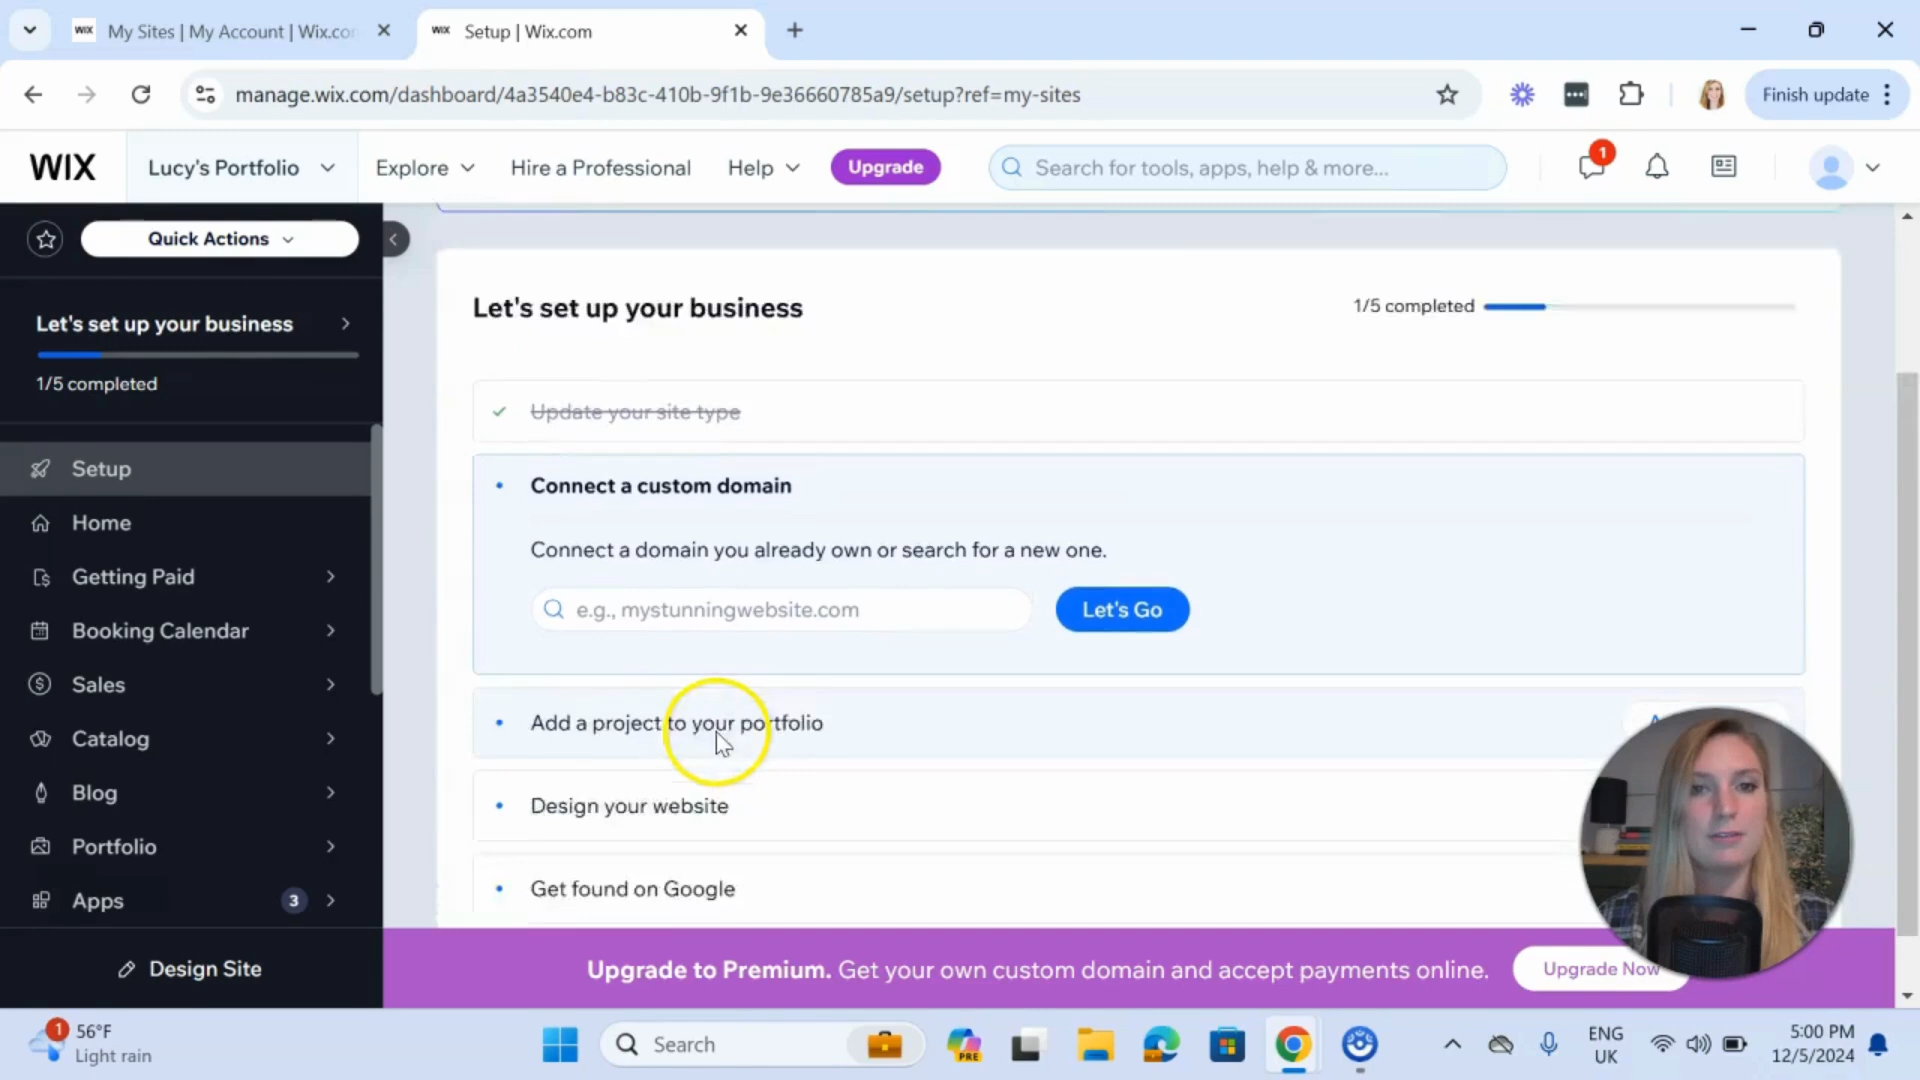 WIX My Sites | My Account | Wix.co
WIX Setup | Wix.com
manage.wix.com/dashboard/4a3540e4-b83c-410b-9f1b-9e36660785a9/setup?ref=my-sites
Finish update
WIX
Lucy's Portfolio
Explore
Hire a Professional
Help
Upgrade
Search for tools, apps, help & more...
1
Quick Actions
Let's set up your business
1/5 completed
Setup
Home
Getting Paid
Booking Calendar
Sales
Catalog
Blog
Portfolio
Apps
3
Design Site
Let's set up your business
1/5 completed
Update your site type
Connect a custom domain
Connect a domain you already own or search for a new one.
e.g., mystunningwebsite.com
Let's Go
Add a project to your portfolio
Design your website
Get found on Google
Upgrade to Premium. Get your own custom domain and accept payments online.
Upgrade Now
1
56°F
Light rain
Search
PRE
ENG
UK
5:00 PM
12/5/2024